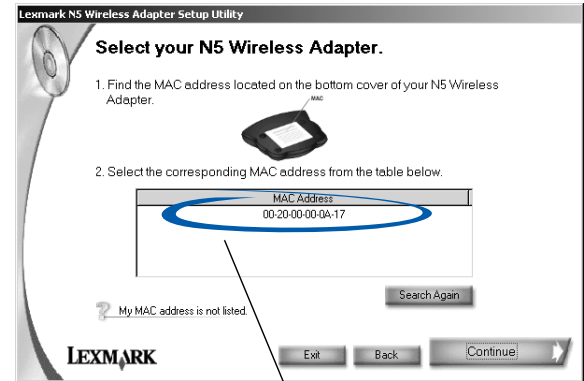 Lexmark N5 Wireless Adapter Setup Utility
Select your N5 Wireless Adapter.
1. Find the MAC address located on the bottom cover of your N5 Wireless
Adapter.
MAC
2. Select the corresponding MAC address from the table below.
MAC Address
00-20-00-00-0A-17
Search Again
? My MAC address is not listed.
LEXMARK
Exit
Back
Continue